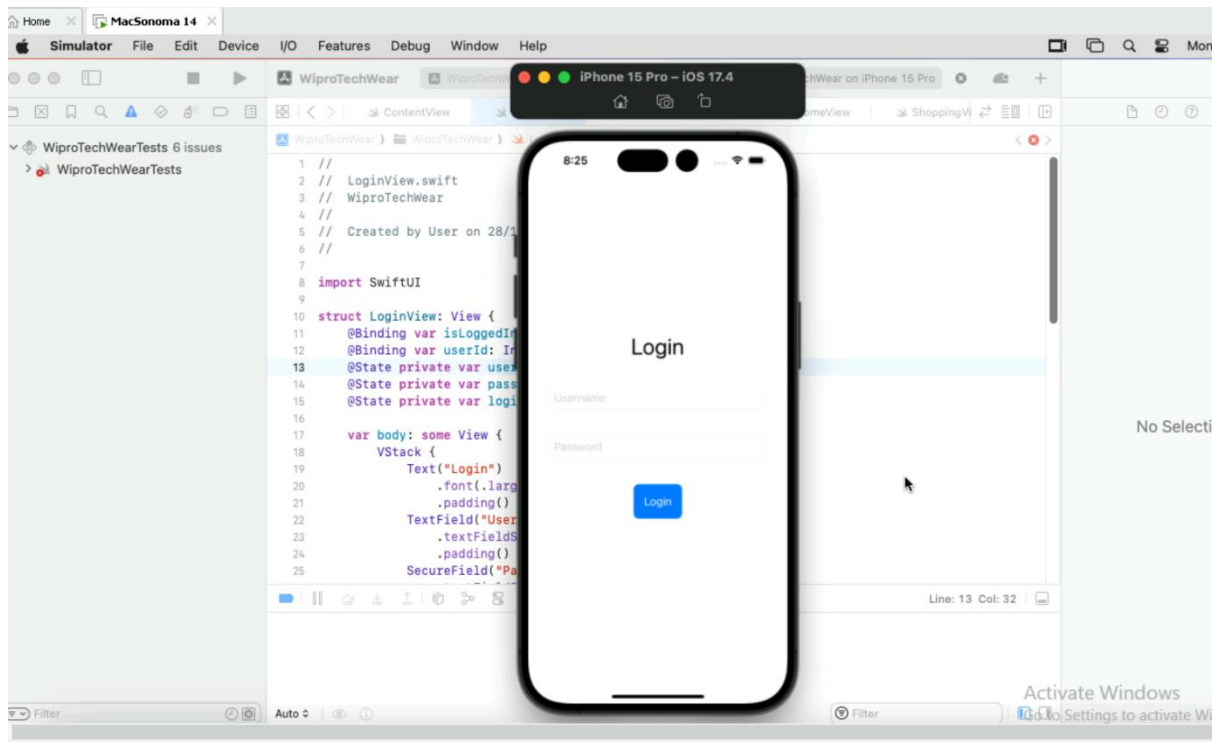 Home
MacSonoma 14
Simulator File Edit Device I/O Features Debug Window Help
Mon
WiproTechWear
iPhone 15 Pro – iOS 17.4
on iPhone 15 Pro
ContentView
WiproTechWearTests 6 issues
WiproTechWearTests
WiproTechWear
WiproTechWear
1 //
2 // LoginView.swift
3 // WiproTechWear
4 //
5 // Created by User on 28/1
6 //
7
8 import SwiftUI
9
10 struct LoginView: View {
11 @Binding var isLoggedIn
12 @Binding var userId: In
13 @State private var user
14 @State private var pass
15 @State private var logi
16
17 var body: some View {
18 VStack {
19 Text("Login")
20 .font(.larg
21 .padding()
22 TextField("User
23 .textFieldS
24 .padding()
25 SecureField("Pa
8:25
Login
Username
Password
Login
No Selecti
Line: 13 Col: 32
Filter
Auto
Filter
Activate Windows
Go to Settings to activate Wi